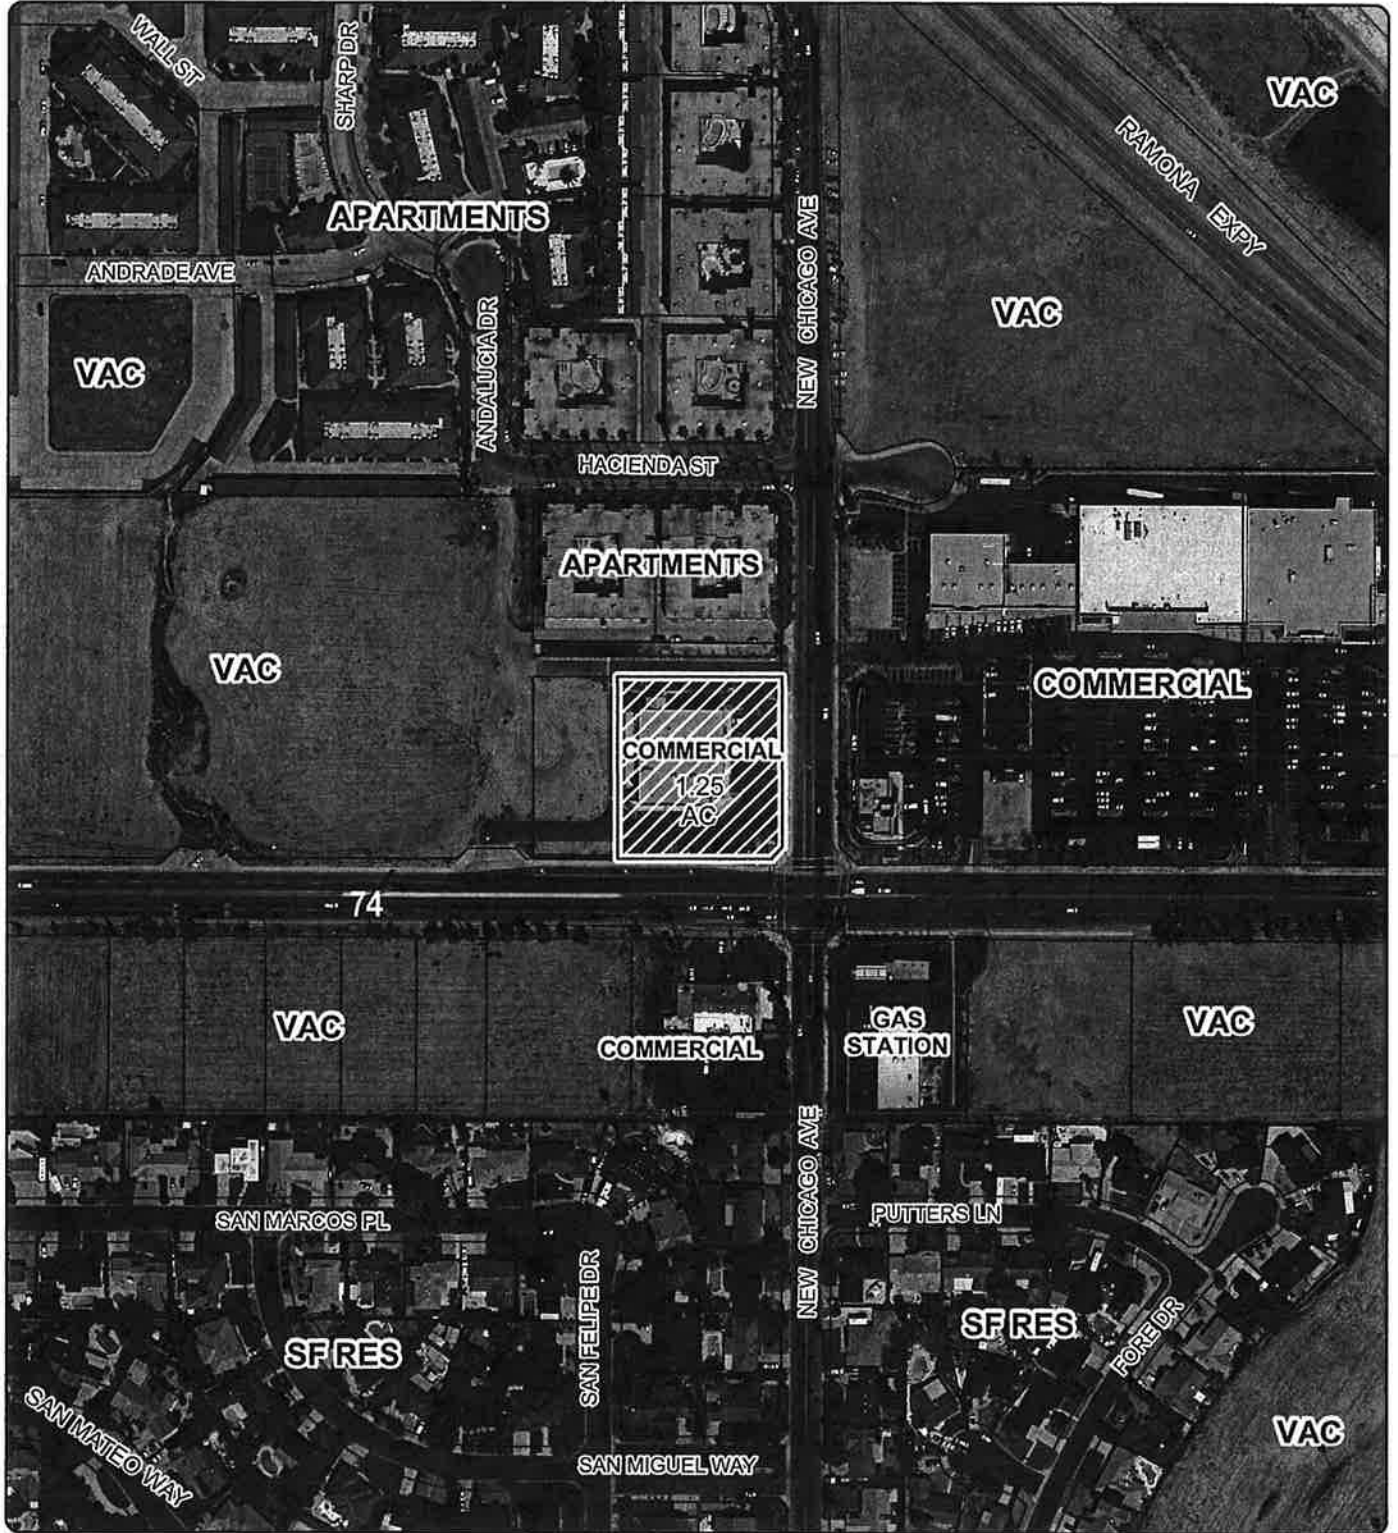 WALL ST
SHARP DR
VAC
RAMONA EXPY
APARTMENTS
NEW CHICAGO AVE
ANDRADE AVE
VAC
ANDALUCIA DR
VAC
HACIENDA ST
APARTMENTS
VAC
COMMERCIAL
COMMERCIAL
1.25
AC
74
VAC
COMMERCIAL
GAS
STATION
VAC
NEW CHICAGO AVE
SAN MARCOS PL
PUTTERS LN
SAN FELIPE DR
SF RES
SF RES
FORE DR
SAN MATEO WAY
SAN MIGUEL WAY
VAC